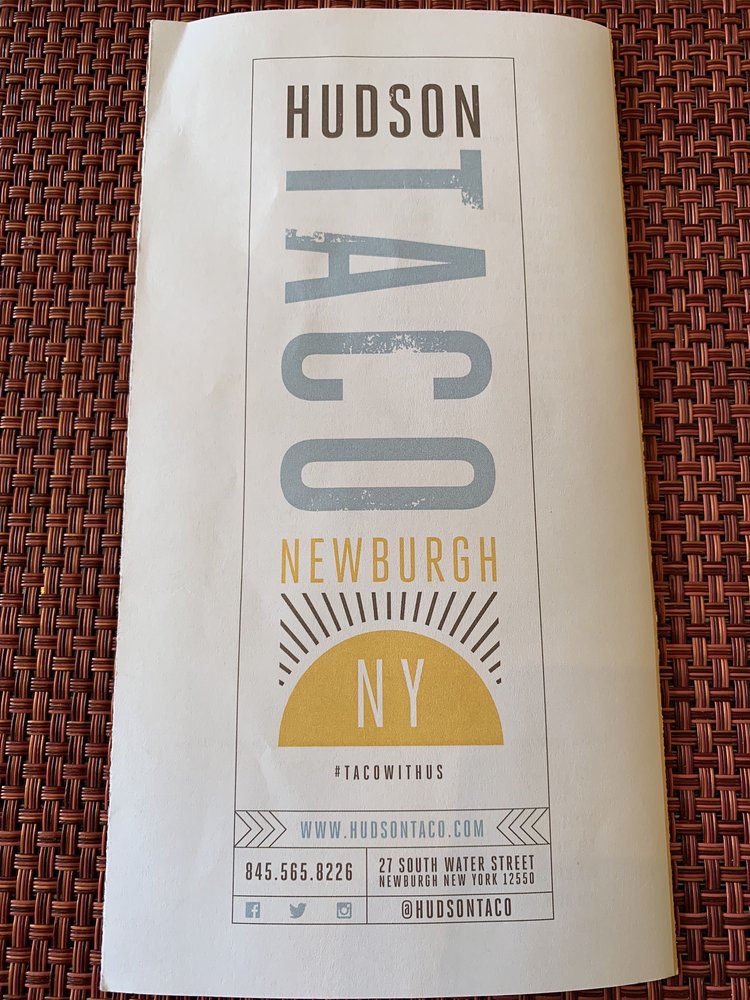 HUDSON
TACO
NEWBURGH
NY
#TACOWITHUS
WWW.HUDSONTACO.COM
845.565.8226
27 SOUTH WATER STREET
NEWBURGH NEW YORK 12550
@HUDSONTACO